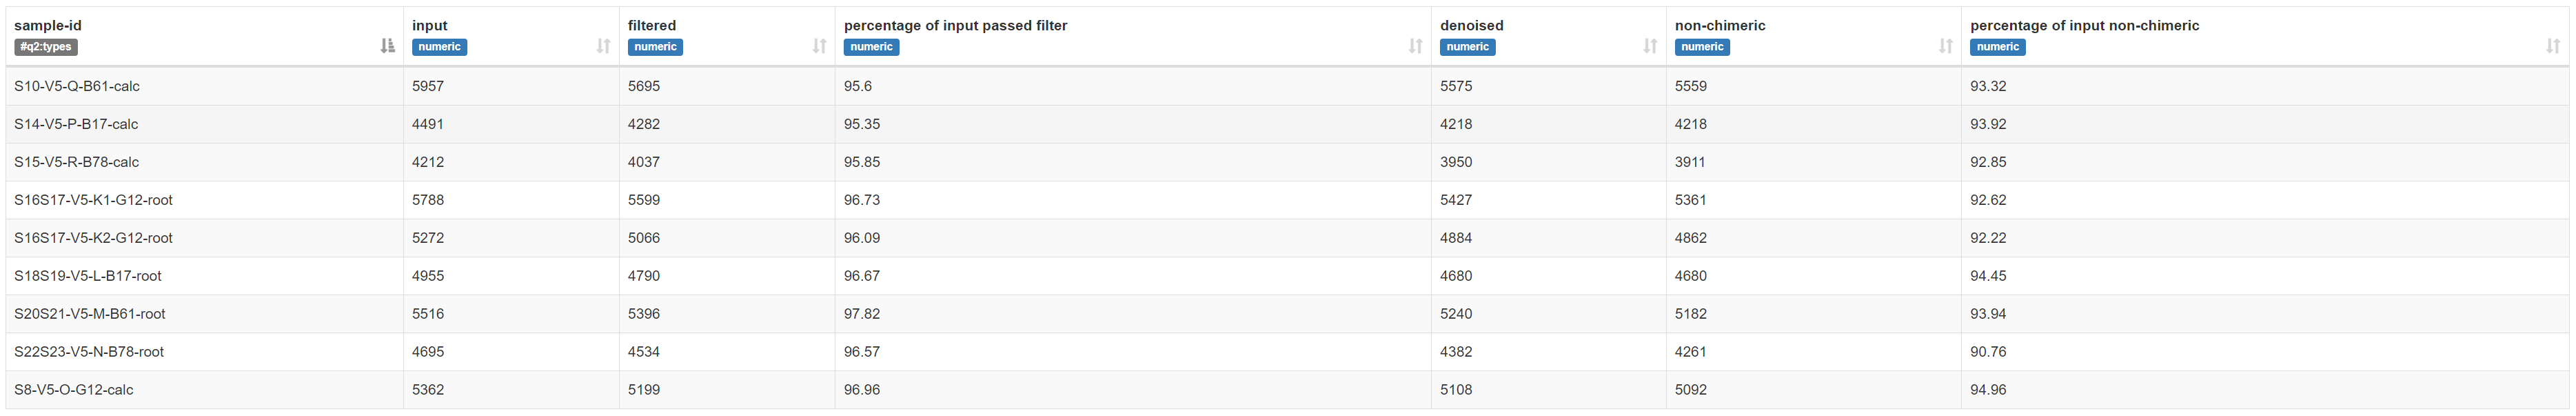 sample-id input filtered percentage of input passed filter denoised non-chimeric percentage of input non-chimeric
#q2:types numeric numeric numeric numeric numeric numeric
S10-V5-Q-B61-calc 5957 5695 95.6 5575 5559 93.32
S14-V5-P-B17-calc 4491 4282 95.35 4218 4218 93.92
S15-V5-R-B78-calc 4212 4037 95.85 3950 3911 92.85
S16S17-V5-K1-G12-root 5788 5599 96.73 5427 5361 92.62
S16S17-V5-K2-G12-root 5272 5066 96.09 4884 4862 92.22
S18S19-V5-L-B17-root 4955 4790 96.67 4680 4680 94.45
S20S21-V5-M-B61-root 5516 5396 97.82 5240 5182 93.94
S22S23-V5-N-B78-root 4695 4534 96.57 4382 4261 90.76
S8-V5-O-G12-calc 5362 5199 96.96 5108 5092 94.96